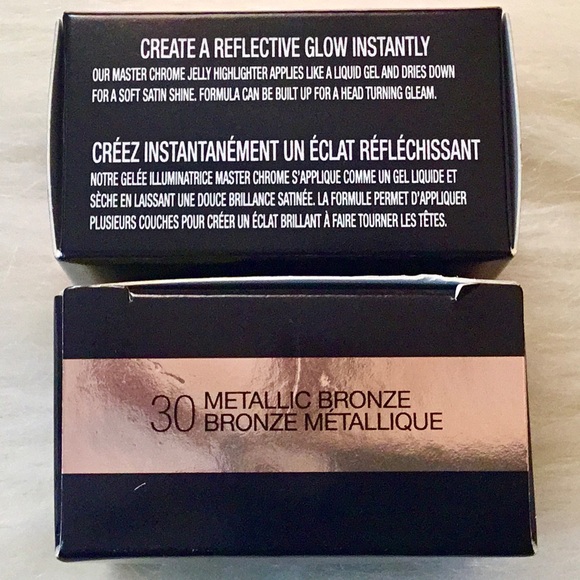 CREATE A REFLECTIVE GLOW INSTANTLY
OUR MASTER CHROME JELLY HIGHLIGHTER APPLIES LIKE A LIQUID GEL AND DRIES DOWN
FOR A SOFT SATIN SHINE. FORMULA CAN BE BUILT UP FOR A HEAD TURNING GLEAM.
CRÉEZ INSTANTANÉMENT UN ÉCLAT RÉFLÉCHISSANT
NOTRE GELÉE ILLUMINATRICE MASTER CHROME S'APPLIQUE COMME UN GEL LIQUIDE ET
SÈCHE EN LAISSANT UNE DOUCE BRILLANCE SATINÉE. LA FORMULE PERMET D'APPLIQUER
PLUSIEURS COUCHES POUR CRÉER UN ÉCLAT BRILLANT À FAIRE TOURNER LES TÊTES.
30 METALLIC BRONZE
BRONZE MÉTALLIQUE